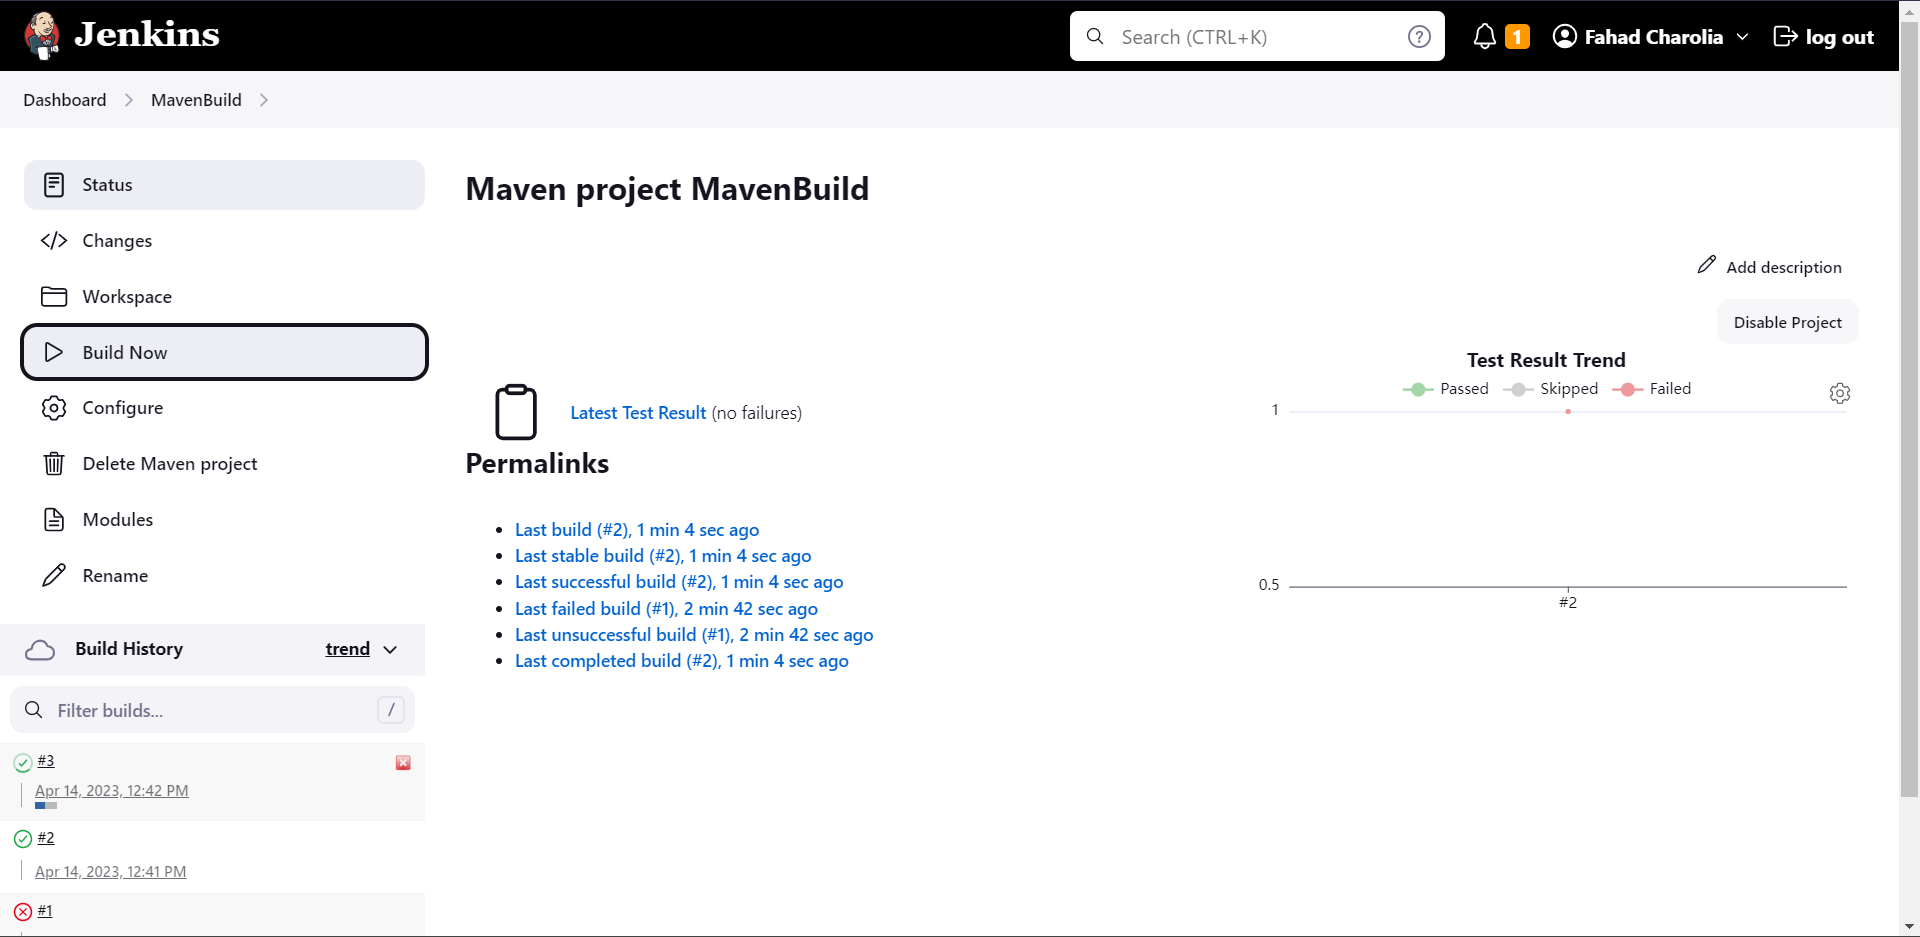 Jenkins
Search (CTRL+K)
?
1
Fahad Charolia
log out
Dashboard
MavenBuild
Status
Changes
Workspace
Build Now
Configure
Delete Maven project
Modules
Rename
Build History
trend
Filter builds...
/
#3
Apr 14, 2023, 12:42 PM
#2
Apr 14, 2023, 12:41 PM
#1
Maven project MavenBuild
Add description
Disable Project
Latest Test Result (no failures)
Permalinks
Last build (#2), 1 min 4 sec ago
Last stable build (#2), 1 min 4 sec ago
Last successful build (#2), 1 min 4 sec ago
Last failed build (#1), 2 min 42 sec ago
Last unsuccessful build (#1), 2 min 42 sec ago
Last completed build (#2), 1 min 4 sec ago
Test Result Trend
Passed Skipped Failed
1
0.5
#2